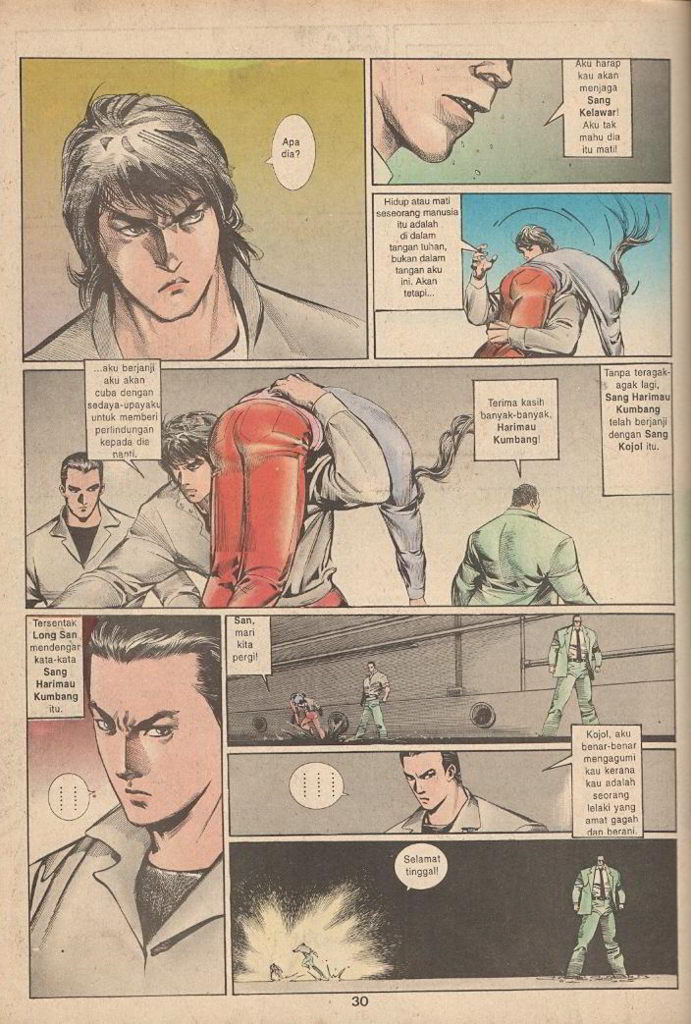 Apa
dia?
Aku harap
kau akan
menjaga
Sang
Kelawar!
Aku tak
mahu dia
itu mati!
Hidup atau mati
seseorang manusia
itu adalah
di dalam
tangan tuhan,
bukan dalam
tangan aku
ini. Akan
tetapi...
...aku berjanji
aku akan
cuba dengan
sedaya-upayaku
untuk memberi
perlindungan
kepada dia
nanti.
Terima kasih
banyak-banyak,
Harimau
Kumbang!
Tanpa teragak-
agak lagi,
Sang Harimau
Kumbang
telah berjanji
dengan Sang
Kojol itu.
Tersentak
Long San
mendengar
kata-kata
Sang
Harimau
Kumbang
itu.
San,
mari
kita
pergi!
Kojol, aku
benar-benar
mengagumi
kau kerana
kau adalah
seorang
lelaki yang
amat gagah
dan berani.
Selamat
tinggal!
30